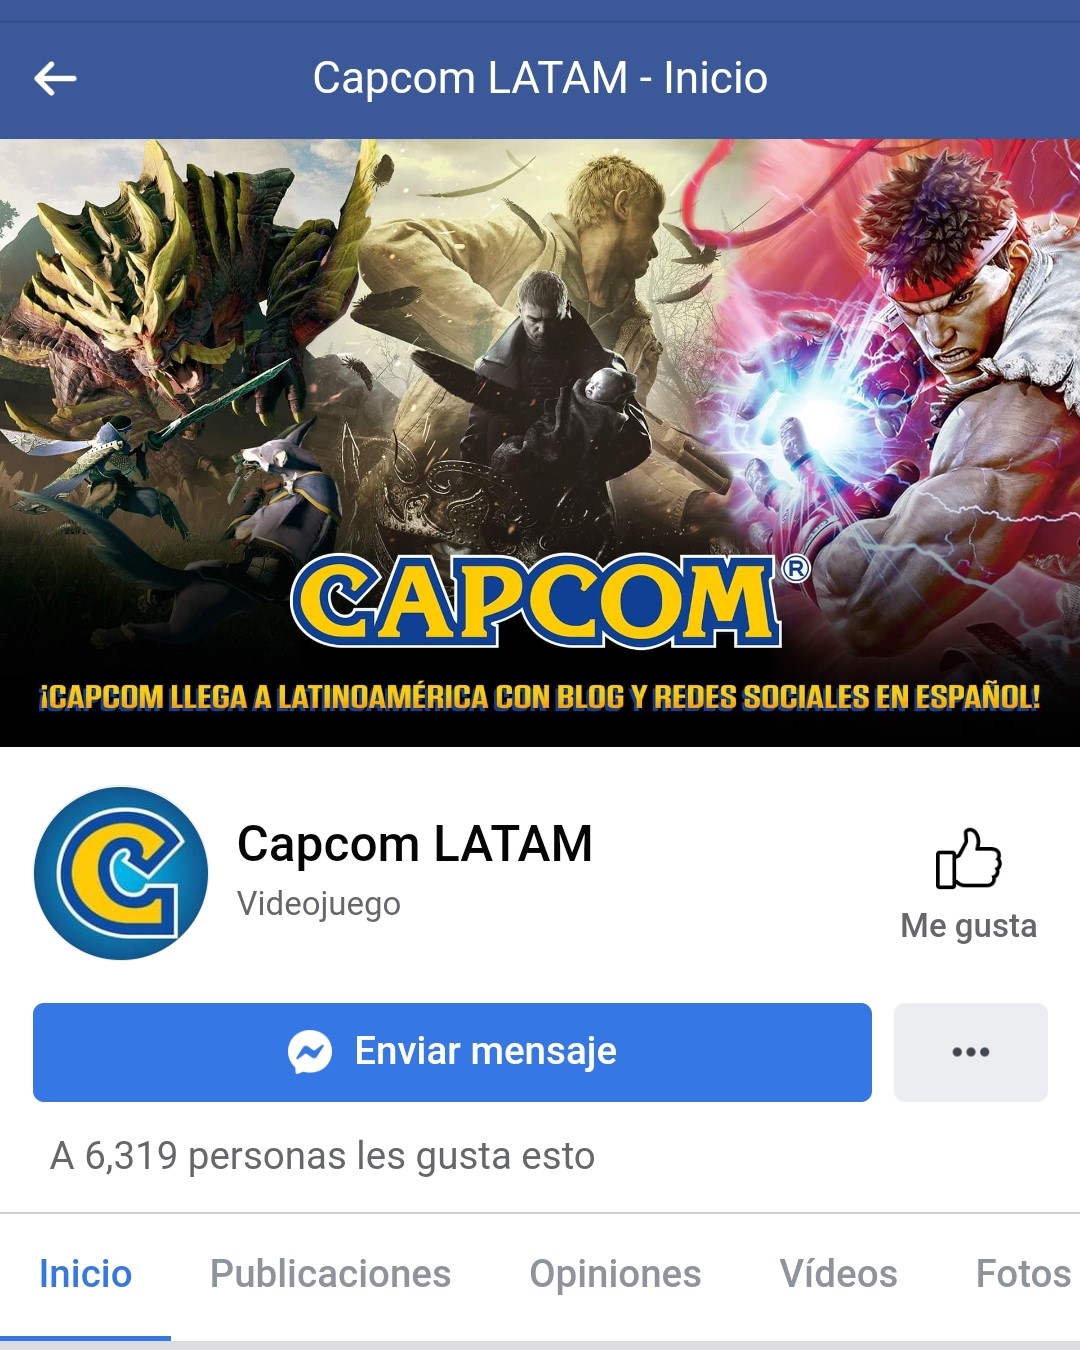 Capcom LATAM - Inicio
CAPCOM®
¡CAPCOM LLEGA A LATINOAMÉRICA CON BLOG Y REDES SOCIALES EN ESPAÑOL!
C
Capcom LATAM
Videojuego
Me gusta
Enviar mensaje
A 6,319 personas les gusta esto
Inicio Publicaciones Opiniones Vídeos Fotos